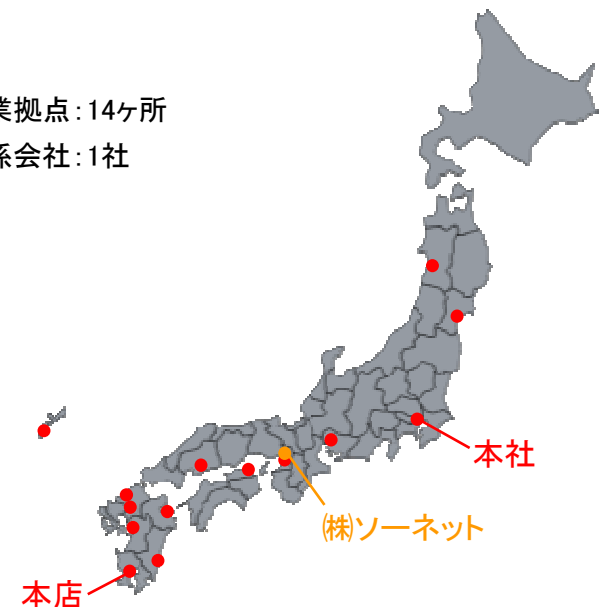 業拠点：14ヶ所
係会社：1社
本社
㈱ソーネット
本店